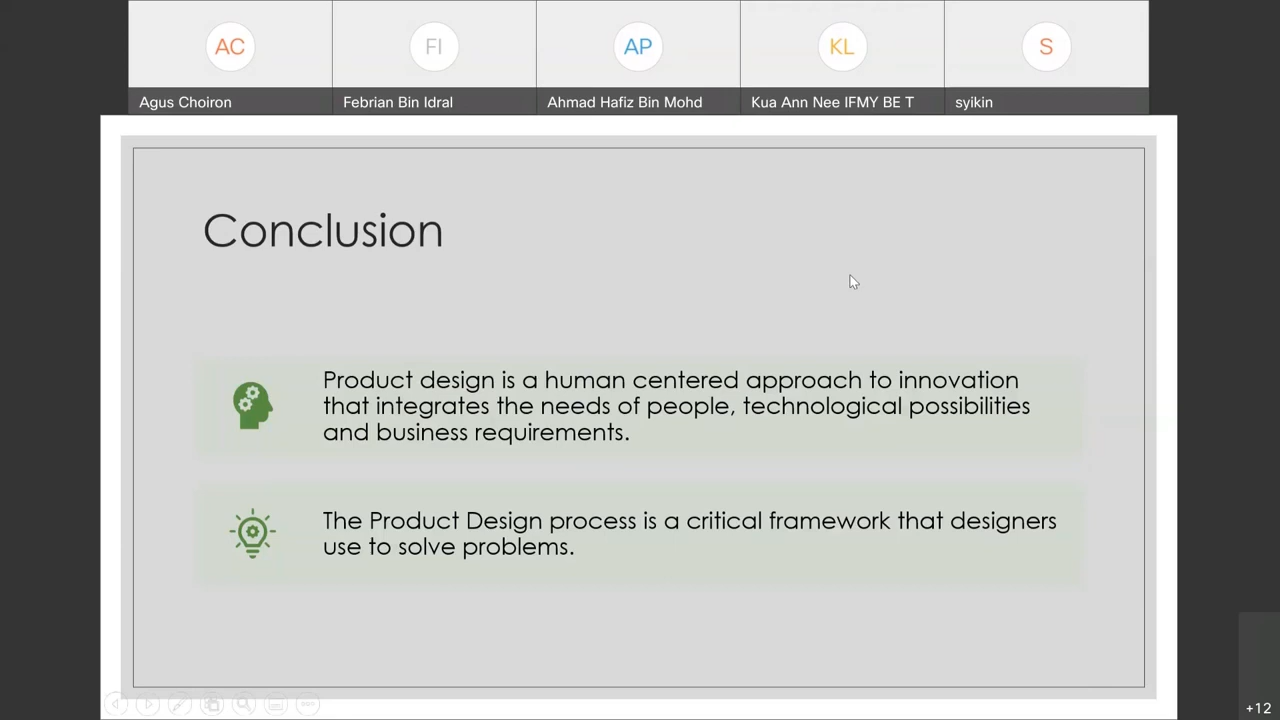 AC
FI
AP
KL
S
Agus Choiron
Febrian Bin Idral
Ahmad Hafiz Bin Mohd
Kua Ann Nee IFMY BE T
syikin
Conclusion
Product design is a human centered approach to innovation
that integrates the needs of people, technological possibilities
and business requirements.
The Product Design process is a critical framework that designers
use to solve problems.
+12